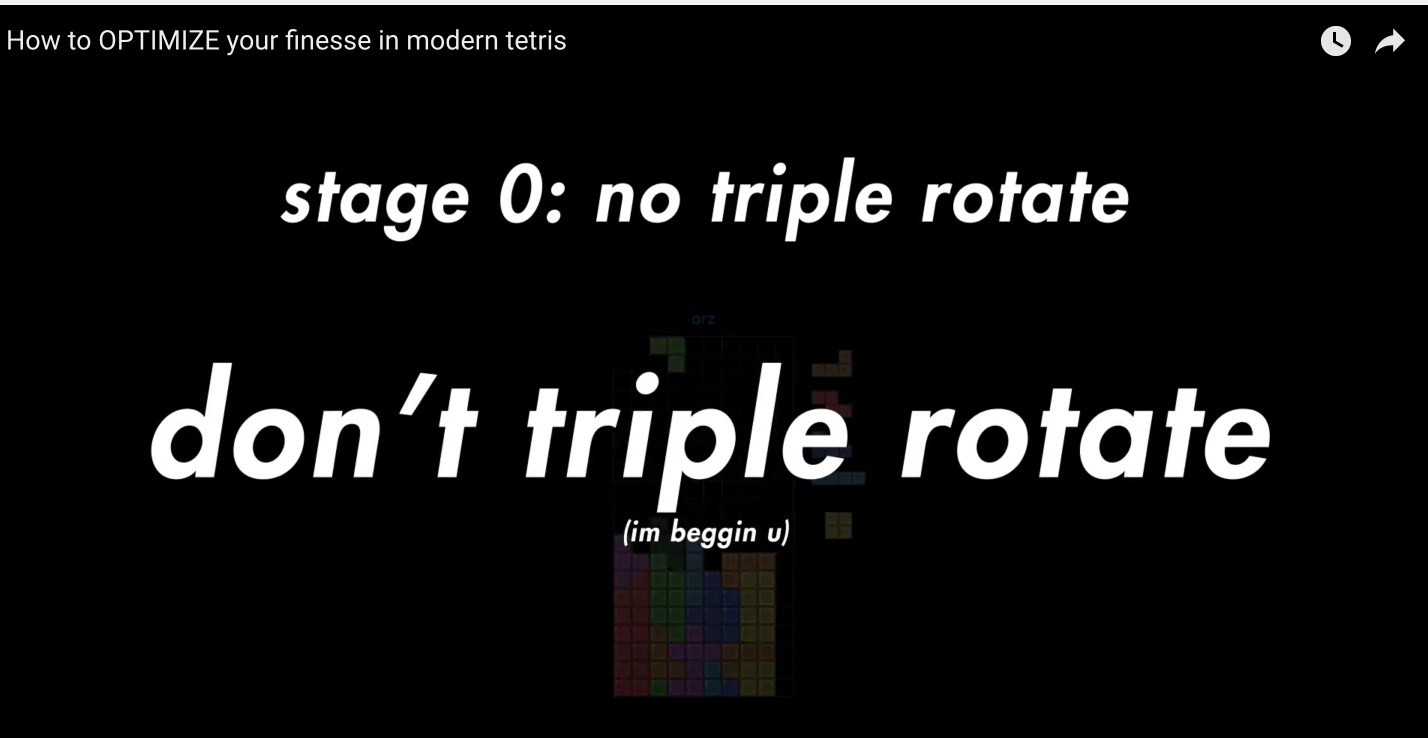 How to OPTIMIZE your finesse in modern tetris
stage 0: no triple rotate
orz
don’t triple rotate
(im beggin u)